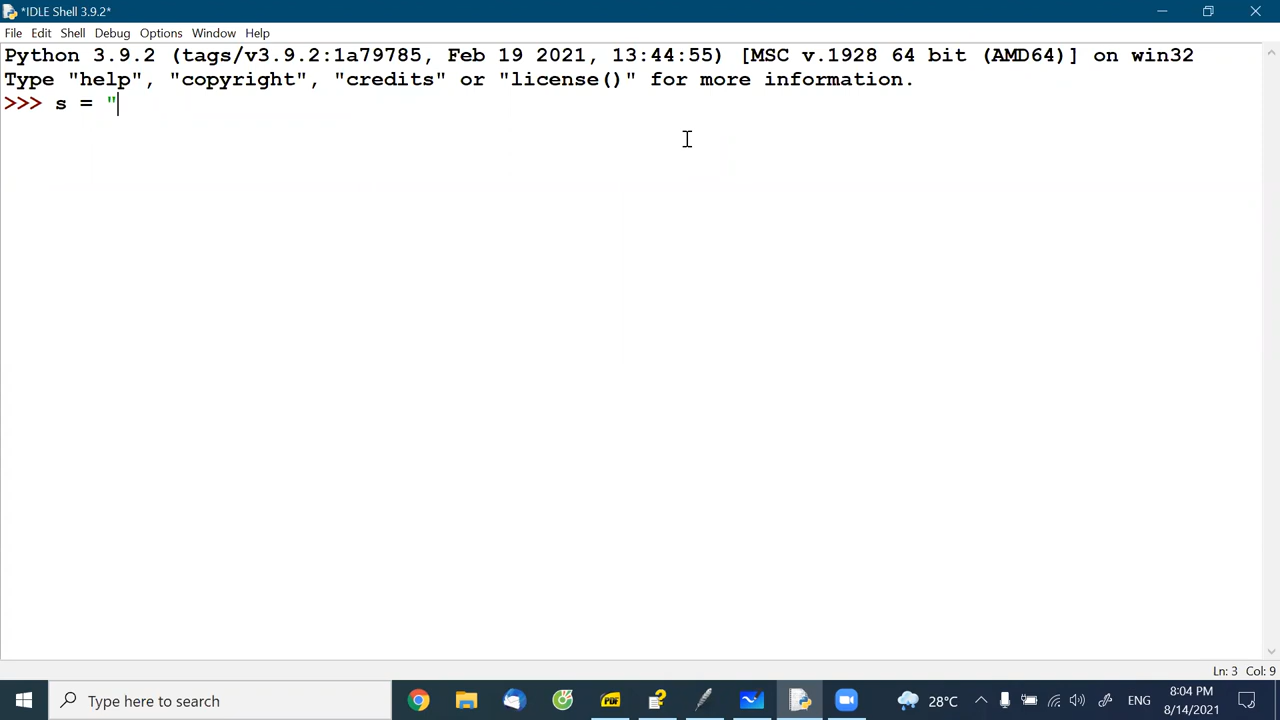 *IDLE Shell 3.9.2*
File Edit Shell Debug Options Window Help
Python 3.9.2 (tags/v3.9.2:1a79785, Feb 19 2021, 13:44:55) [MSC v.1928 64 bit (AMD64)] on win32
Type "help", "copyright", "credits" or "license()" for more information.
>>> s = "
Ln: 3 Col: 9
Type here to search
PDF
28°C
ENG
8:04 PM
8/14/2021